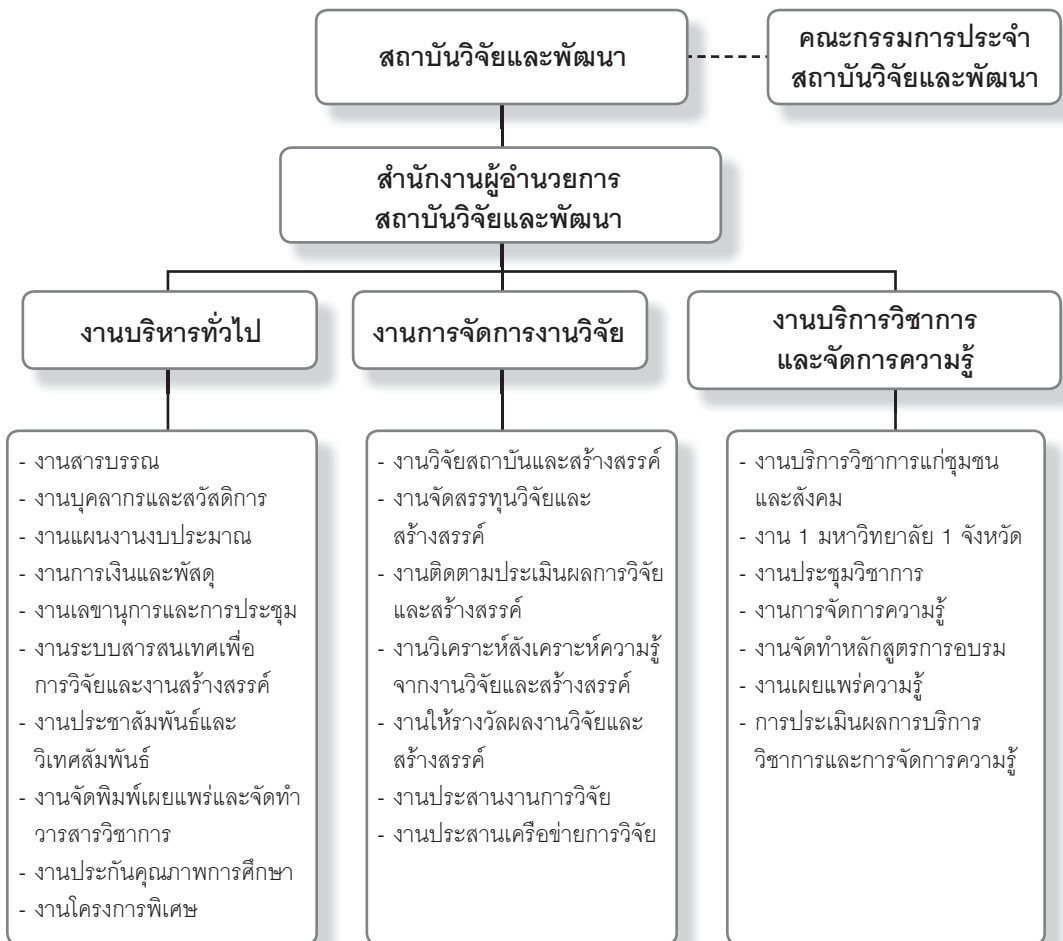 สถาบันวิจัยและพัฒนา
คณะกรรมการประจำ
สถาบันวิจัยและพัฒนา
สำนักงานผู้อำนวยการ
สถาบันวิจัยและพัฒนา
งานบริหารทั่วไป
งานการจัดการงานวิจัย
งานบริการวิชาการ
และจัดการความรู้
- งานสารบรรณ
- งานบุคลากรและสวัสดิการ
- งานแผนงานงบประมาณ
- งานการเงินและพัสดุ
- งานเลขานุการและการประชุม
- งานระบบสารสนเทศเพื่อ
การวิจัยและงานสร้างสรรค์
- งานประชาสัมพันธ์และ
วิเทศสัมพันธ์
- งานจัดพิมพ์เผยแพร่และจัดทำ
วารสารวิชาการ
- งานประกันคุณภาพการศึกษา
- งานโครงการพิเศษ
- งานวิจัยสถาบันและสร้างสรรค์
- งานจัดสรรทุนวิจัยและ
สร้างสรรค์
- งานติดตามประเมินผลการวิจัย
และสร้างสรรค์
- งานวิเคราะห์สังเคราะห์ความรู้
จากงานวิจัยและสร้างสรรค์
- งานให้รางวัลผลงานวิจัยและ
สร้างสรรค์
- งานประสานงานการวิจัย
- งานประสานเครือข่ายการวิจัย
- งานบริการวิชาการแก่ชุมชน
และสังคม
- งาน 1 มหาวิทยาลัย 1 จังหวัด
- งานประชุมวิชาการ
- งานการจัดการความรู้
- งานจัดทำหลักสูตรการอบรม
- งานเผยแพร่ความรู้
- การประเมินผลการบริการ
วิชาการและการจัดการความรู้